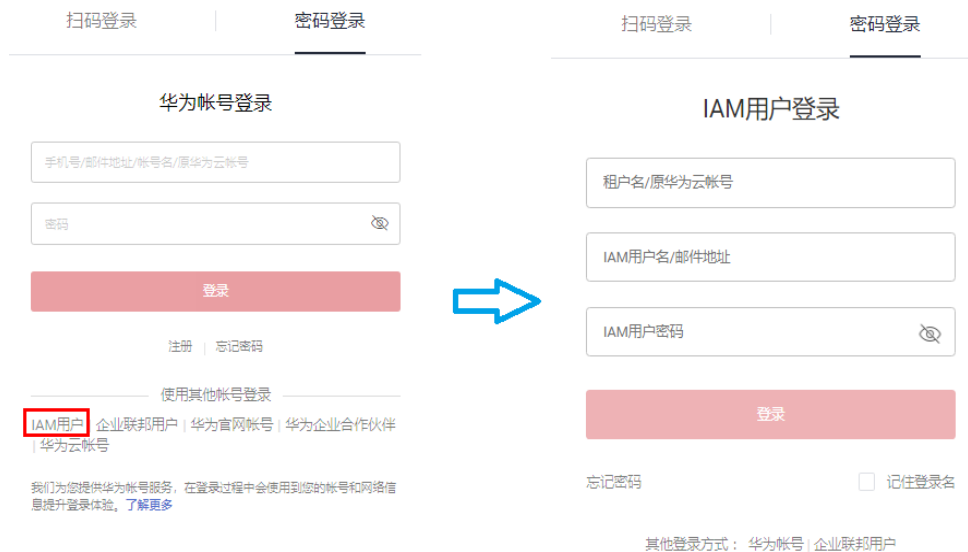 扫码登录
密码登录
华为帐号登录
手机号/邮件地址/帐号名/原华为云帐号
密码
登录
注册 | 忘记密码
使用其他帐号登录
IAM用户 | 企业联邦用户 | 华为官网帐号 | 华为企业合作伙伴
| 华为云帐号
我们为您提供华为帐号服务，在登录过程中会使用到您的帐号和网络信
息提升登录体验。了解更多
扫码登录
密码登录
IAM用户登录
租户名/原华为云帐号
IAM用户名/邮件地址
IAM用户密码
登录
忘记密码
记住登录名
其他登录方式： 华为帐号 | 企业联邦用户